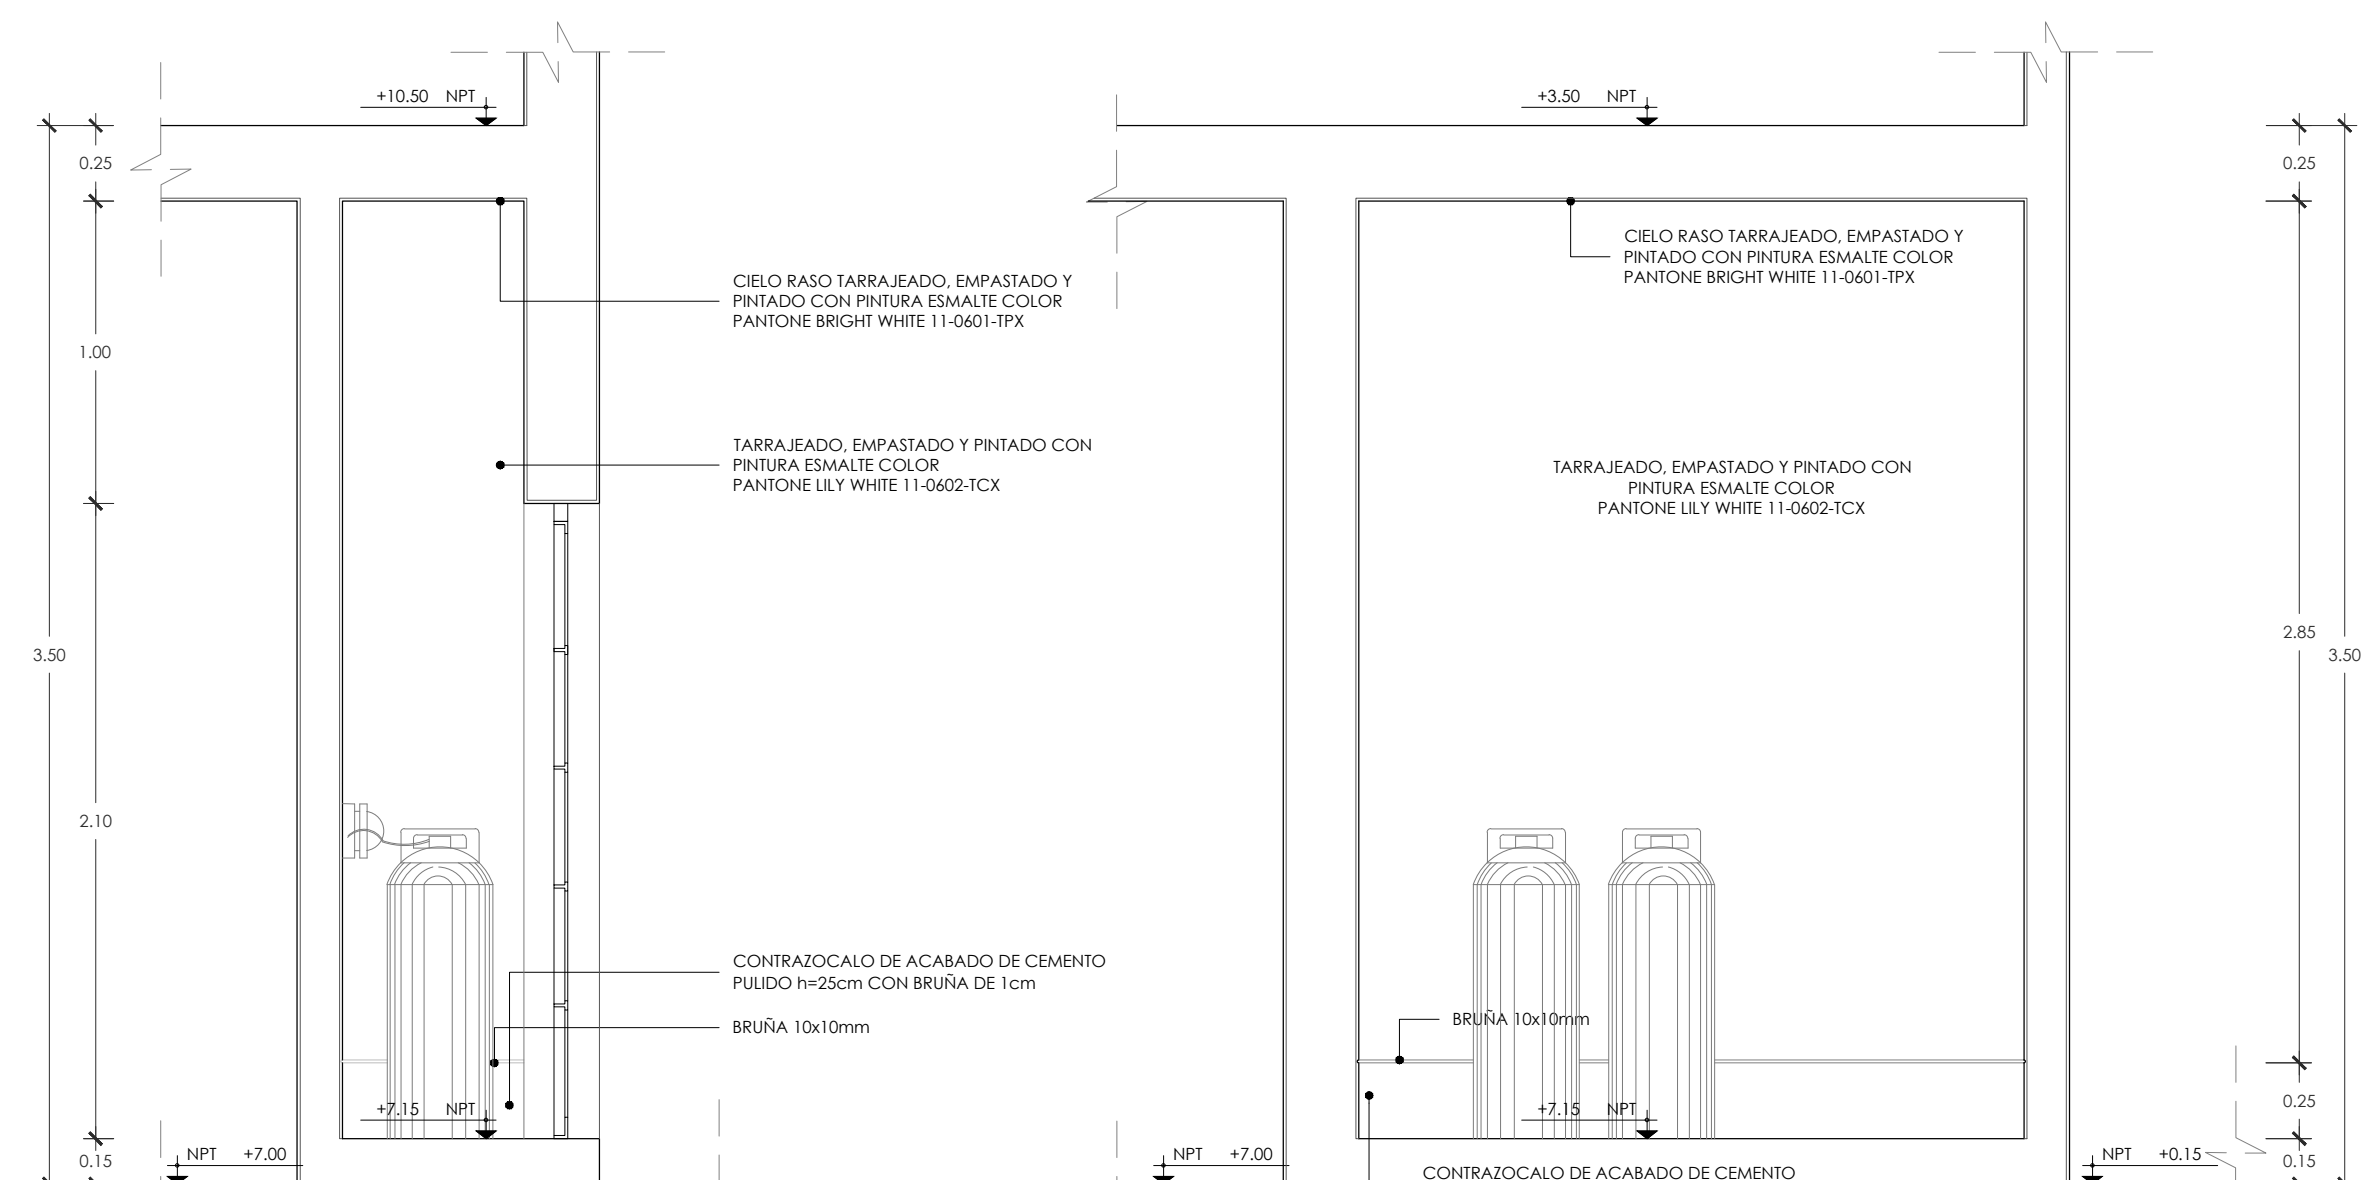 +10.50 NPT
0.25
1.00
3.50
2.10
0.15
CIELO RASO TARRAJEADO, EMPASTADO Y
PINTADO CON PINTURA ESMALTE COLOR
PANTONE BRIGHT WHITE 11-0601-TPX
TARRAJEADO, EMPASTADO Y PINTADO CON
PINTURA ESMALTE COLOR
PANTONE LILY WHITE 11-0602-TCX
CONTRAZOCALO DE ACABADO DE CEMENTO
PULIDO h=25cm CON BRUÑA DE 1cm
BRUÑA 10x10mm
+7.15 NPT
NPT +7.00
+3.50 NPT
CIELO RASO TARRAJEADO, EMPASTADO Y
PINTADO CON PINTURA ESMALTE COLOR
PANTONE BRIGHT WHITE 11-0601-TPX
TARRAJEADO, EMPASTADO Y PINTADO CON
PINTURA ESMALTE COLOR
PANTONE LILY WHITE 11-0602-TCX
BRUÑA 10x10mm
+7.15 NPT
NPT +7.00
CONTRAZOCALO DE ACABADO DE CEMENTO
NPT +0.15
0.25
2.85
3.50
0.25
0.15